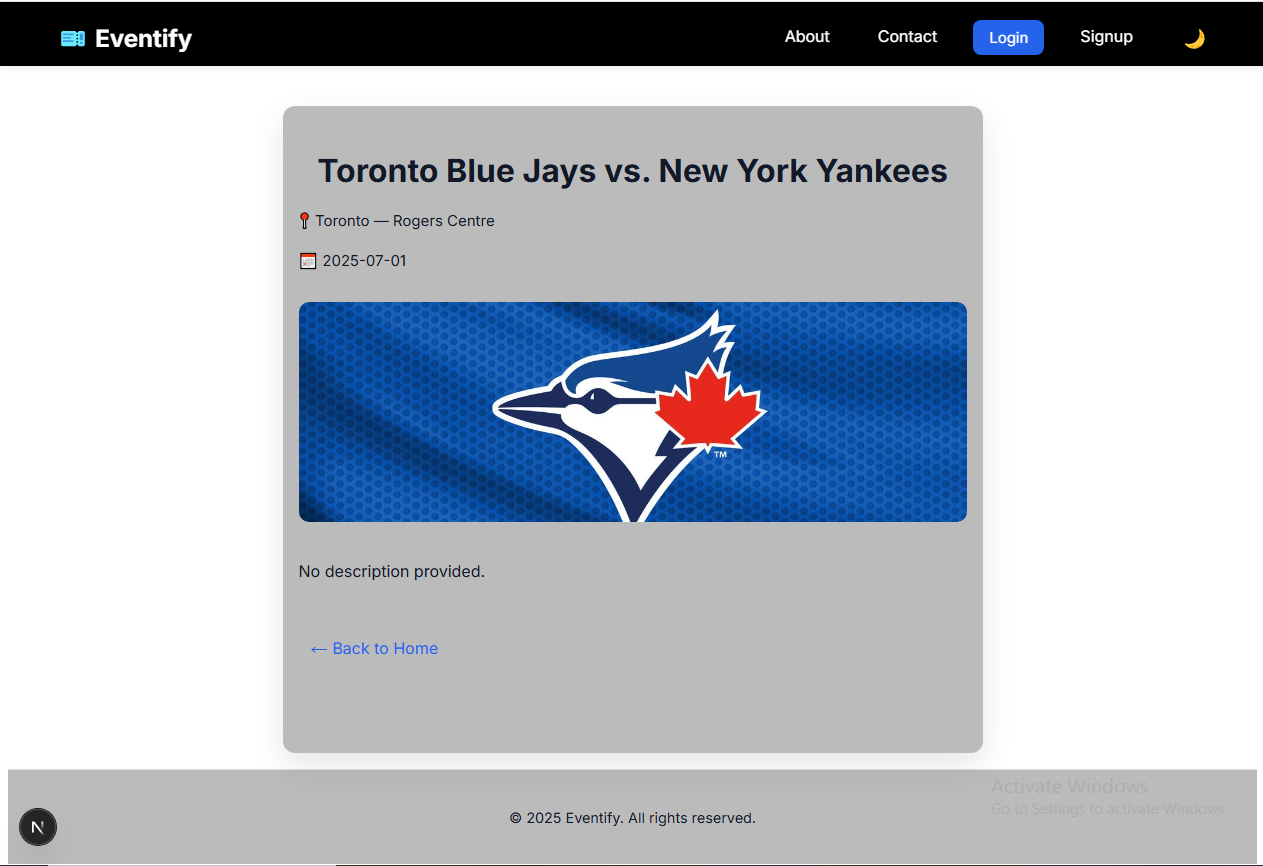 Eventify
About
Contact
Login
Signup
Toronto Blue Jays vs. New York Yankees
Toronto — Rogers Centre
2025-07-01
TM
No description provided.
← Back to Home
Activate Windows
Go to Settings to activate Windows.
© 2025 Eventify. All rights reserved.
N